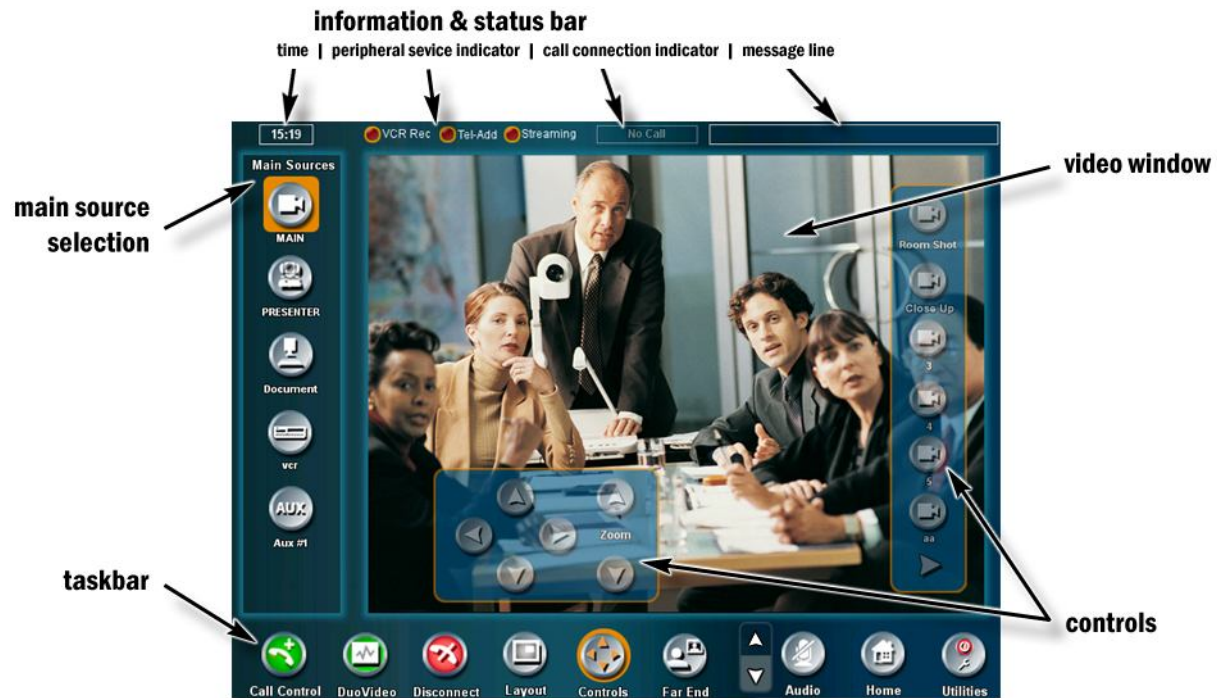 information & status bar
time | peripheral sevice indicator | call connection indicator | message line
15:19
VCR Rec
Tel-Add
Streaming
No Call
main source
selection
Main Sources
MAIN
PRESENTER
Document
vcr
AUX
Aux #1
video window
Room Shot
Close Up
3
4
5
aa
Zoom
controls
taskbar
Call Control
DuoVideo
Disconnect
Layout
Controls
Far End
Audio
Home
Utilities